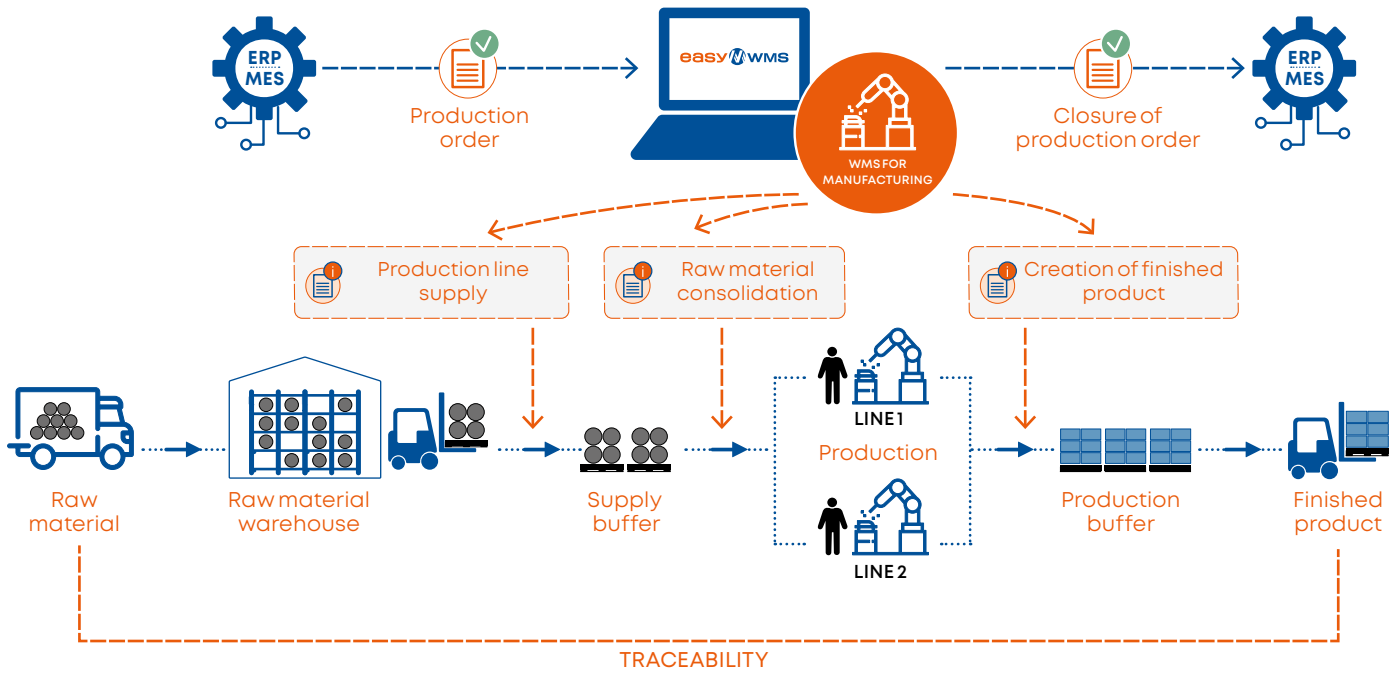 ERP
MES
Production
order
easy WMS
WMS FOR
MANUFACTURING
Closure of
production order
ERP
MES
i
Production line
supply
i
Raw material
consolidation
i
Creation of finished
product
LINE 1
Production
LINE 2
Raw
material
Raw material
warehouse
Supply
buffer
Production
buffer
Finished
product
TRACEABILITY